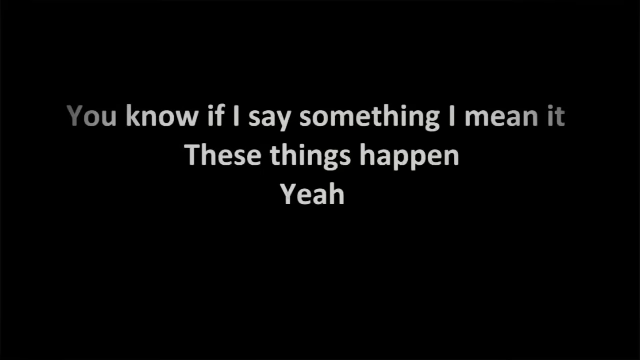 You know if I say something I mean it
These things happen
Yeah